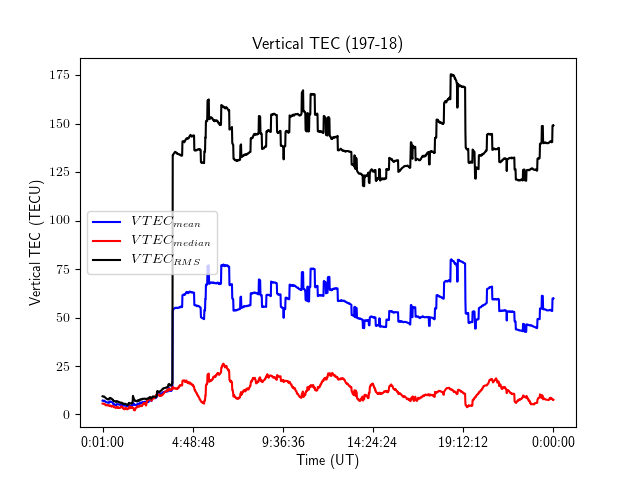 Vertical TEC (197-18)
175
150
125
100
75
50
25
0
Vertical TEC (TECU)
VTEC_mean
VTEC_median
VTEC_RMS
0:01:00 4:48:48 9:36:36 14:24:24 19:12:12 0:00:00
Time (UT)